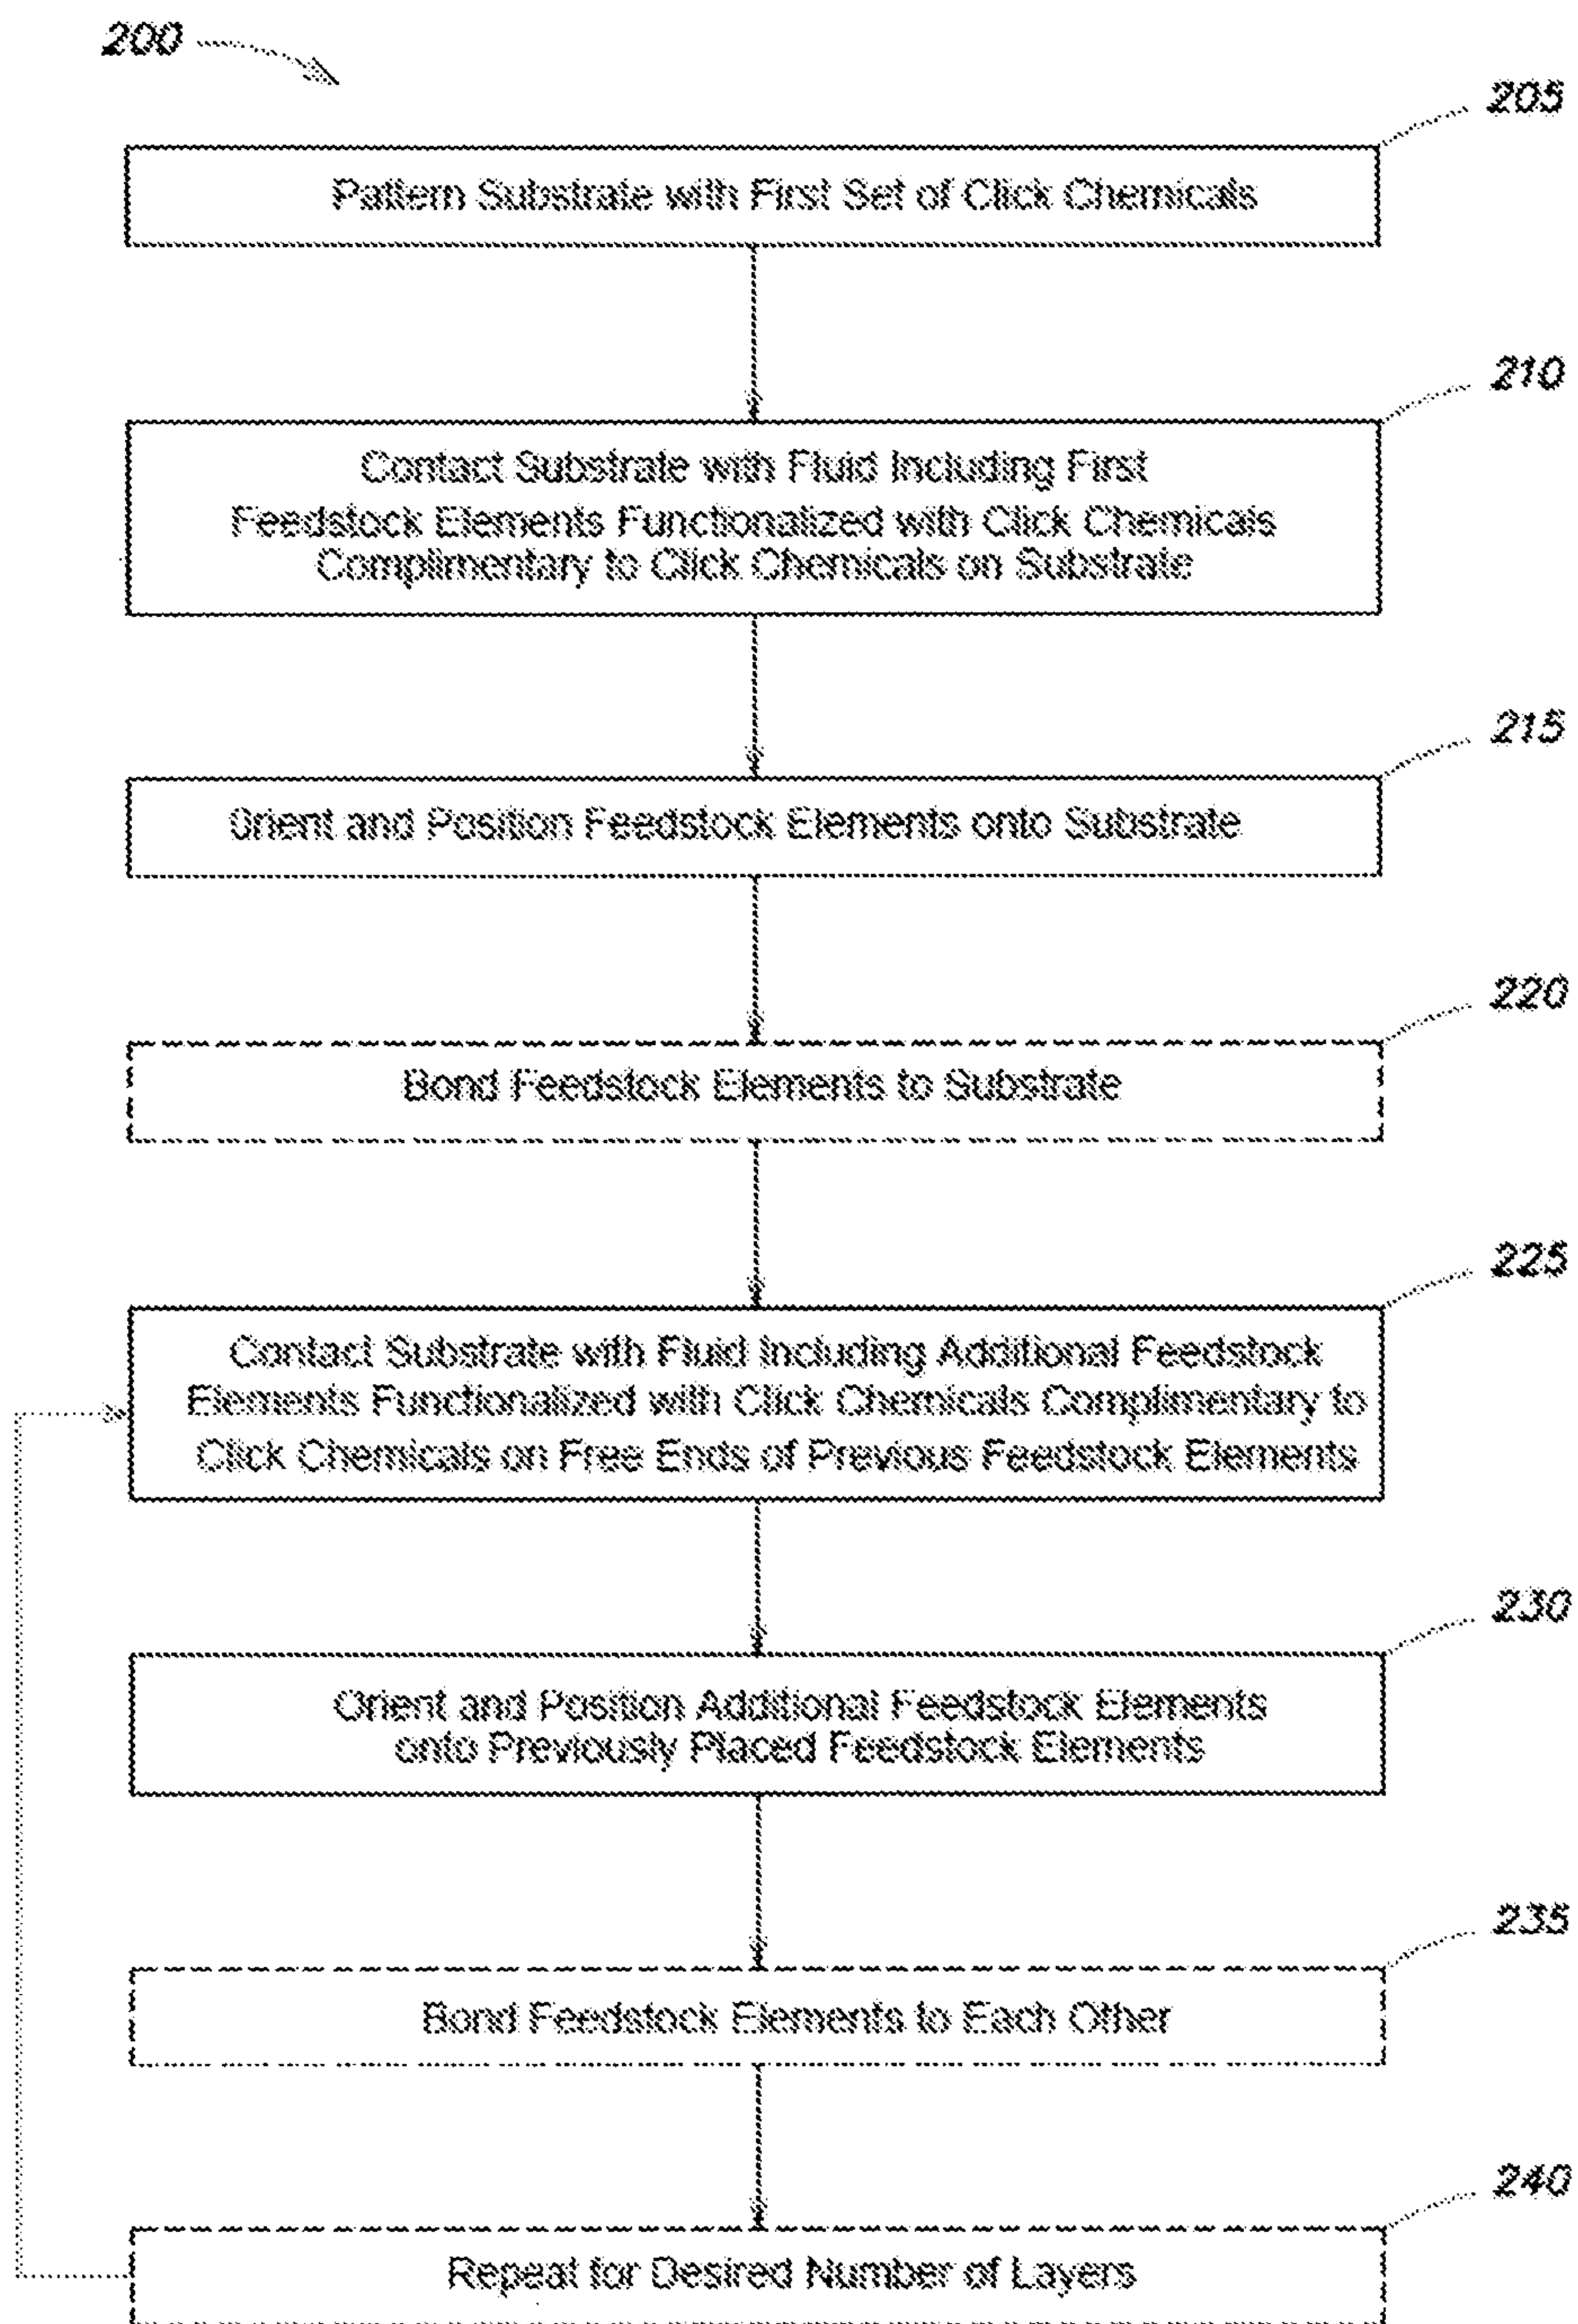 200
205
Pattern Substrate with First Set of Click Chemicals
210
Contact Substrate with Fluid Including First
Feedstock Elements Functionalized with Click Chemicals
Complimentary to Click Chemicals on Substrate
215
Orient and Position Feedstock Elements onto Substrate
220
Bond Feedstock Elements to Substrate
225
Contact Substrate with Fluid Including Additional Feedstock
Elements Functionalized with Click Chemicals Complimentary to
Click Chemicals on Free Ends of Previous Feedstock Elements
230
Orient and Position Additional Feedstock Elements
onto Previously Placed Feedstock Elements
235
Bond Feedstock Elements to Each Other
240
Repeat for Desired Number of Layers